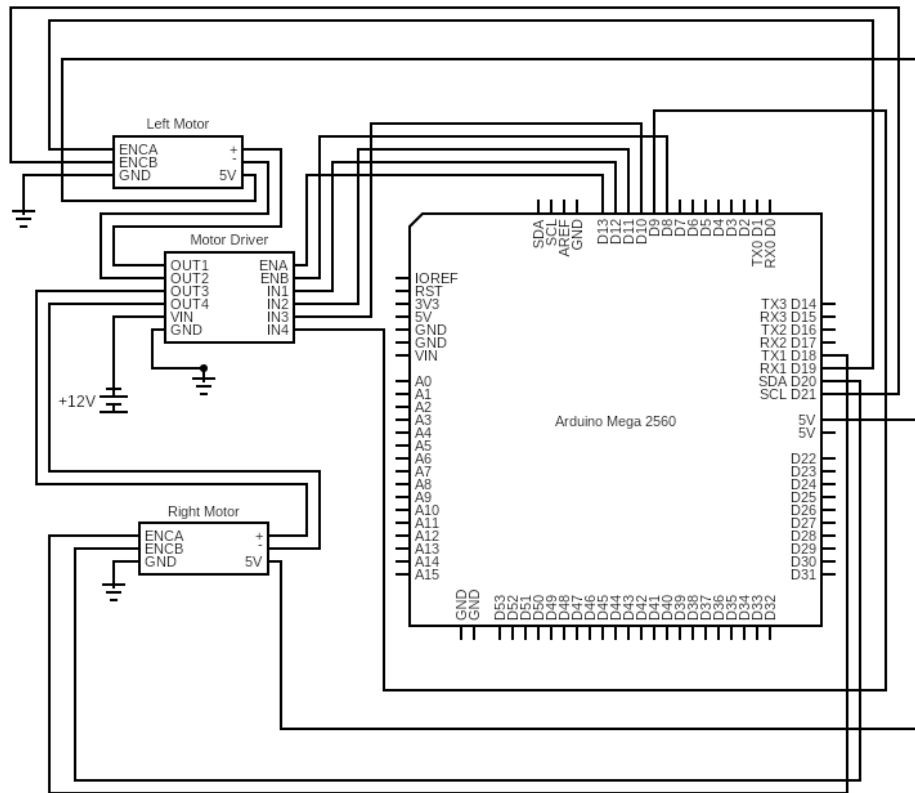 Left Motor
ENCA +
ENCB -
GND 5V
Motor Driver
OUT1 ENA
OUT2 ENB
OUT3 IN1
OUT4 IN2
VIN IN3
GND IN4
+12V
Right Motor
ENCA +
ENCB -
GND 5V
SDA
SCL
AREF
GND
D13
D12
D11
D10
D9
D8
D7
D6
D5
D4
D3
D2
TX0 D1
RX0 D0
IOREF
RST
3V3
5V
GND
GND
VIN
A0
A1
A2
A3
A4
A5
A6
A7
A8
A9
A10
A11
A12
A13
A14
A15
Arduino Mega 2560
TX3 D14
RX3 D15
TX2 D16
RX2 D17
TX1 D18
RX1 D19
SDA D20
SCL D21
5V
5V
D22
D23
D24
D25
D26
D27
D28
D29
D30
D31
GND
GND
D53
D52
D51
D50
D49
D48
D47
D46
D45
D44
D43
D42
D41
D40
D39
D38
D37
D36
D35
D34
D33
D32